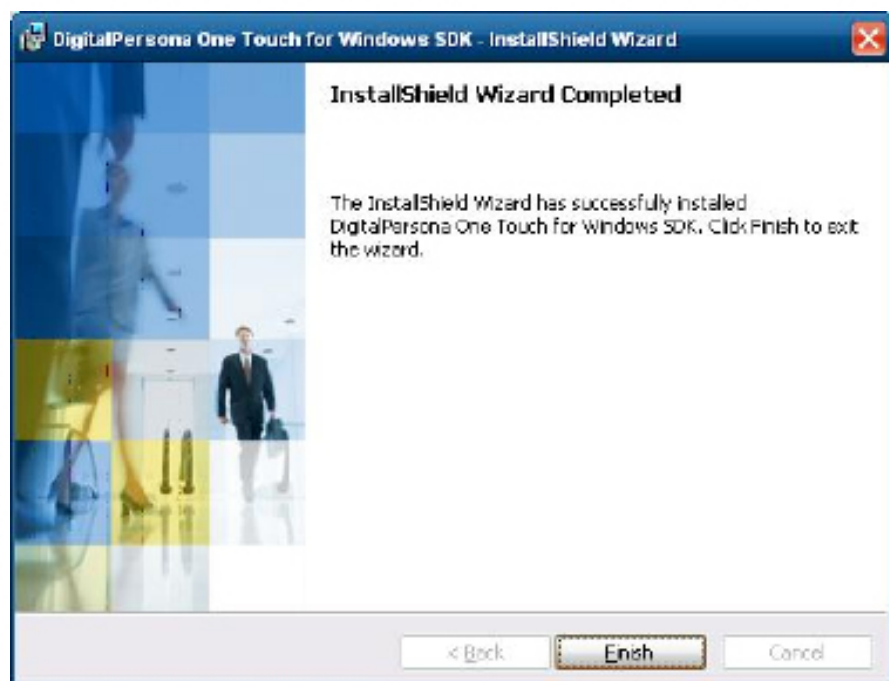 DigitalPersona One Touch for Windows SDK - InstallShield Wizard
InstallShield Wizard Completed
The InstallShield Wizard has successfully installed
DigitalPersona One Touch for Windows SDK. Click Finish to exit
the wizard.
< Back
Finish
Cancel